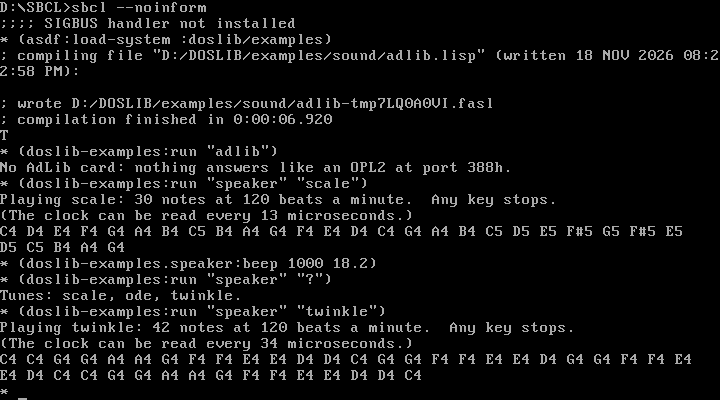 D:\SBCL>sbcl --noinform
;;;; SIGBUS handler not installed
* (asdf:load-system :doslib/examples)
; compiling file "D:/DOSLIB/examples/sound/adlib.lisp" (written 18 NOV 2026 08:2
2:58 PM):
; wrote D:/DOSLIB/examples/sound/adlib-tmp7LQ0A0VI.fasl
; compilation finished in 0:00:06.920
T
* (doslib-examples:run "adlib")
No AdLib card: nothing answers like an OPL2 at port 388h.
* (doslib-examples:run "speaker" "scale")
Playing scale: 30 notes at 120 beats a minute.  Any key stops.
(The clock can be read every 13 microseconds.)
C4 D4 E4 F4 G4 A4 B4 C5 B4 A4 G4 F4 E4 D4 C4 G4 A4 B4 C5 D5 E5 F#5 G5 F#5 E5
D5 C5 B4 A4 G4
* (doslib-examples.speaker:beep 1000 18.2)
* (doslib-examples:run "speaker" "?")
Tunes: scale, ode, twinkle.
* (doslib-examples:run "speaker" "twinkle")
Playing twinkle: 42 notes at 120 beats a minute.  Any key stops.
(The clock can be read every 34 microseconds.)
C4 C4 G4 G4 A4 A4 G4 F4 F4 E4 E4 D4 D4 C4 G4 G4 F4 F4 E4 E4 D4 G4 G4 F4 F4 E4
E4 D4 C4 C4 G4 G4 A4 A4 G4 F4 F4 E4 E4 D4 D4 C4
*